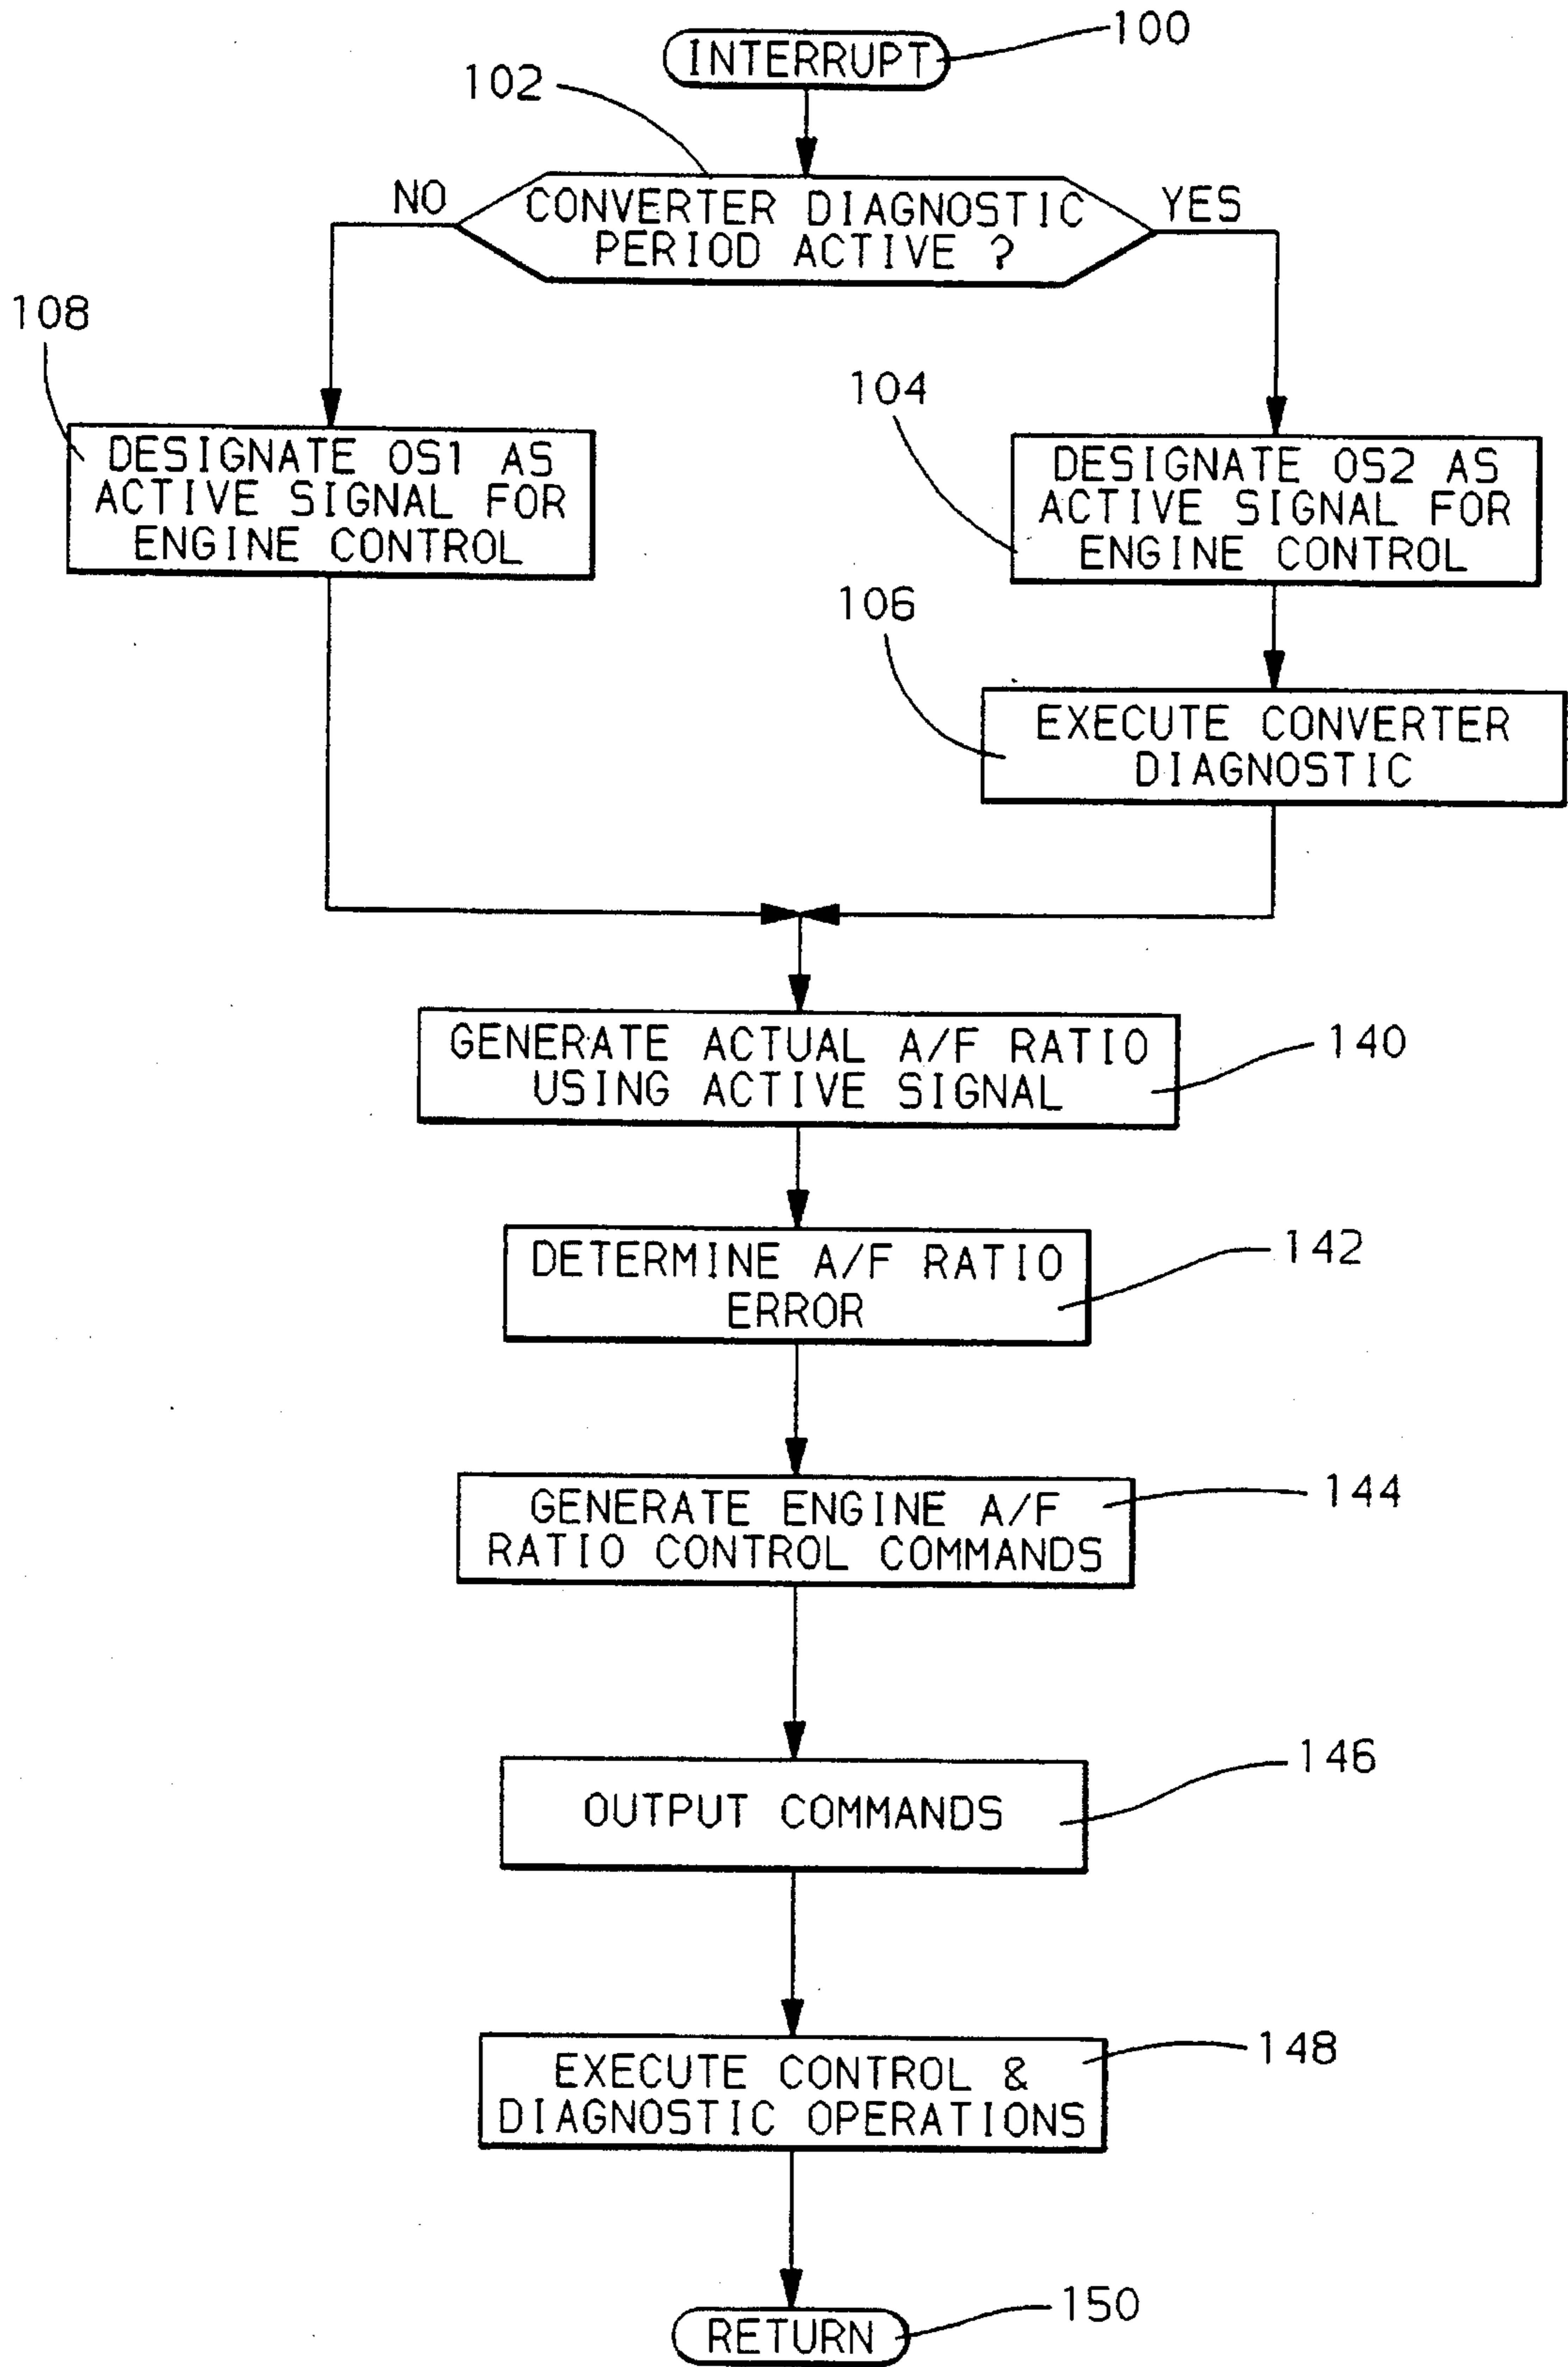 INTERRUPT
100
102
NO
CONVERTER DIAGNOSTIC
PERIOD ACTIVE ?
YES
108
DESIGNATE OS1 AS
ACTIVE SIGNAL FOR
ENGINE CONTROL
104
DESIGNATE OS2 AS
ACTIVE SIGNAL FOR
ENGINE CONTROL
106
EXECUTE CONVERTER
DIAGNOSTIC
GENERATE ACTUAL A/F RATIO
USING ACTIVE SIGNAL
140
DETERMINE A/F RATIO
ERROR
142
GENERATE ENGINE A/F
RATIO CONTROL COMMANDS
144
OUTPUT COMMANDS
146
EXECUTE CONTROL &
DIAGNOSTIC OPERATIONS
148
RETURN
150